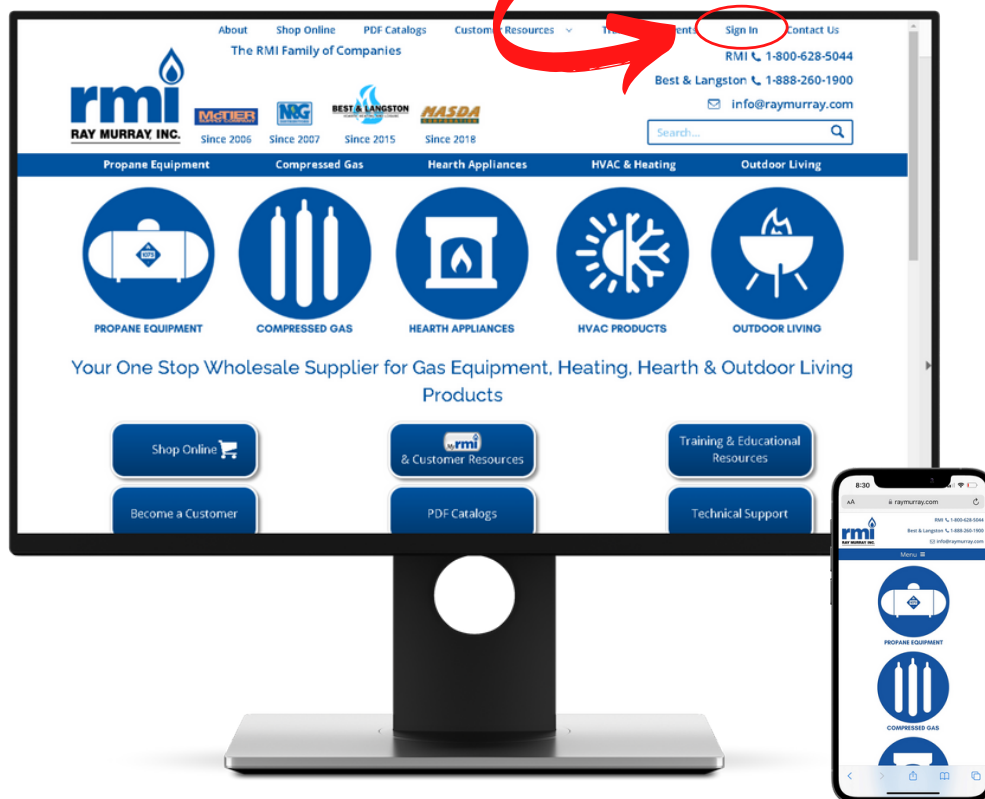 About Shop Online PDF Catalogs Customer Resources Sign In Contact Us
The RMI Family of Companies
RMI 1-800-628-5044
Best & Langston 1-888-260-1900
info@raymurray.com
rmi
RAY MURRAY, INC.
McTIER
NRG
BEST & LANGSTON
MASDA
Since 2006 Since 2007 Since 2015 Since 2018
Search...
Propane Equipment Compressed Gas Hearth Appliances HVAC & Heating Outdoor Living
PROPANE EQUIPMENT COMPRESSED GAS HEARTH APPLIANCES HVAC PRODUCTS OUTDOOR LIVING
Your One Stop Wholesale Supplier for Gas Equipment, Heating, Hearth & Outdoor Living
Products
Shop Online
My rmi
& Customer Resources
Training & Educational
Resources
Become a Customer
PDF Catalogs
Technical Support
8:30
AA raymurray.com
RMI 1-800-628-5044
Best & Langston 1-888-260-1900
info@raymurray.com
rmi
RAY MURRAY, INC.
Menu
PROPANE EQUIPMENT
COMPRESSED GAS